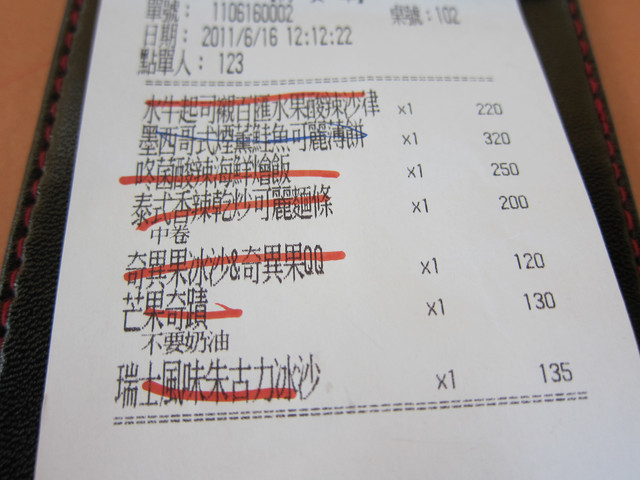 單號： 1106160002 桌號：102
日期： 2011/6/16 12:12:22
點單人： 123
水牛起司襯百匯水果酸辣沙律 x1 220
墨西哥式煙薰鮭魚可麗薄餅 x1 320
咚茵酸辣海鮮燴飯 x1 250
泰式香辣乾炒可麗麵條 x1 200
中卷
奇異果冰沙&奇異果QQ x1 120
芒果奇蹟 x1 130
不要奶油
瑞士風味朱古力冰沙 x1 135